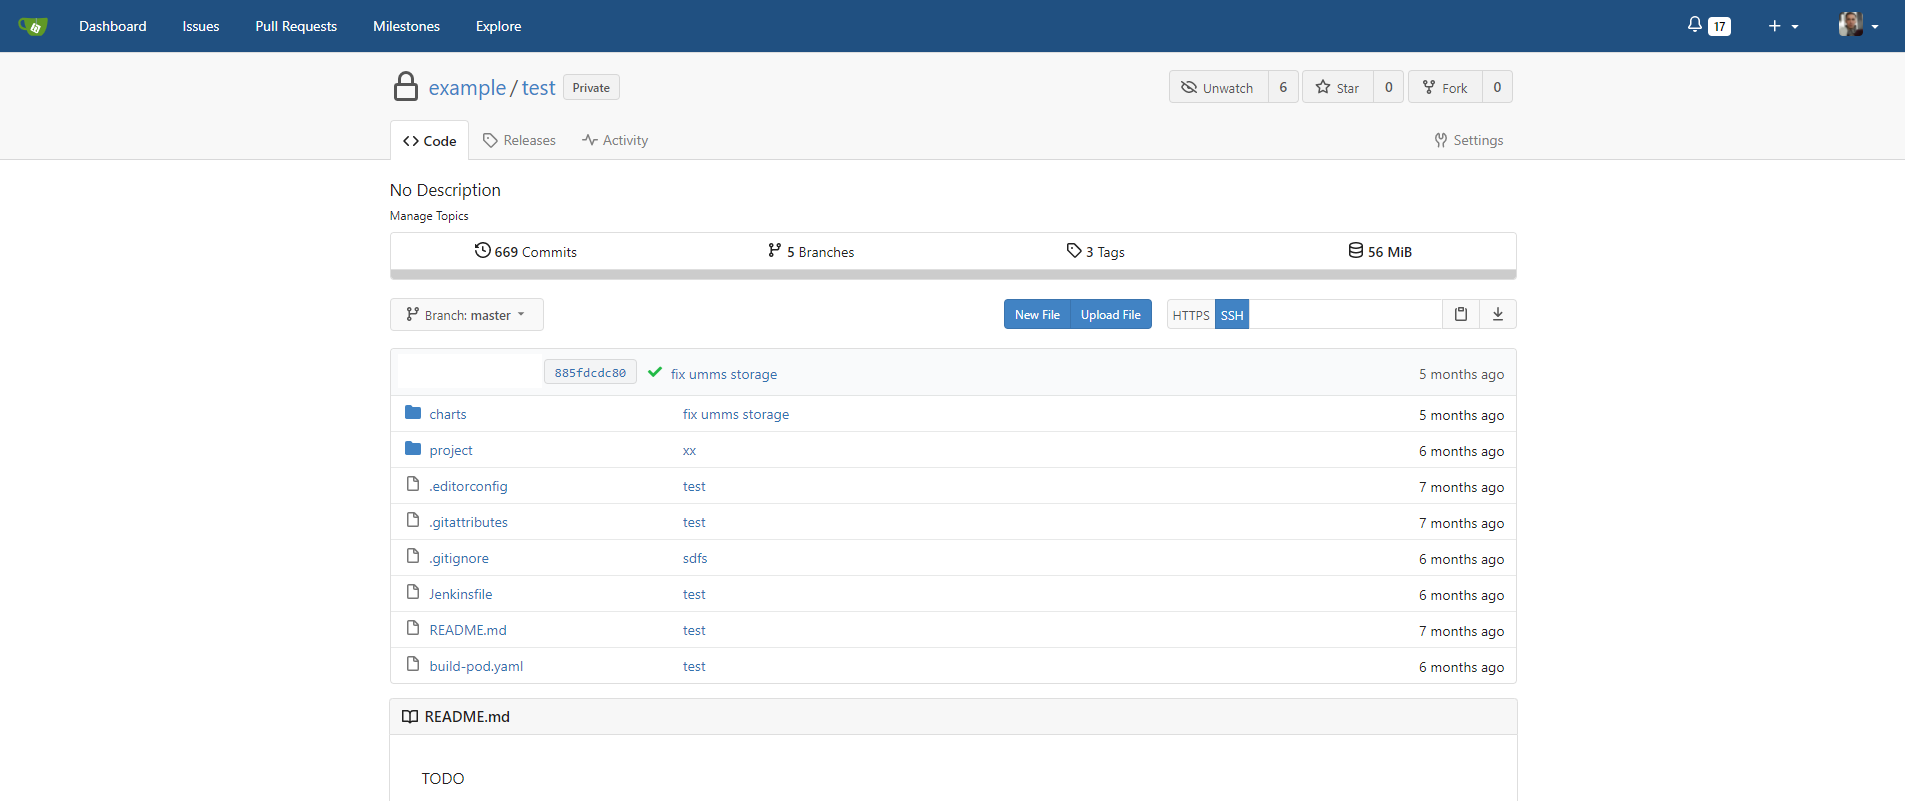 Dashboard Issues Pull Requests Milestones Explore 17
example / test Private Unwatch 6 Star 0 Fork 0
Code Releases Activity Settings
No Description
Manage Topics
669 Commits 5 Branches 3 Tags 56 MiB
Branch: master New File Upload File HTTPS SSH
885fdcdc80 fix umms storage 5 months ago
charts fix umms storage 5 months ago
project xx 6 months ago
.editorconfig test 7 months ago
.gitattributes test 7 months ago
.gitignore sdfs 6 months ago
Jenkinsfile test 6 months ago
README.md test 7 months ago
build-pod.yaml test 6 months ago
README.md
TODO